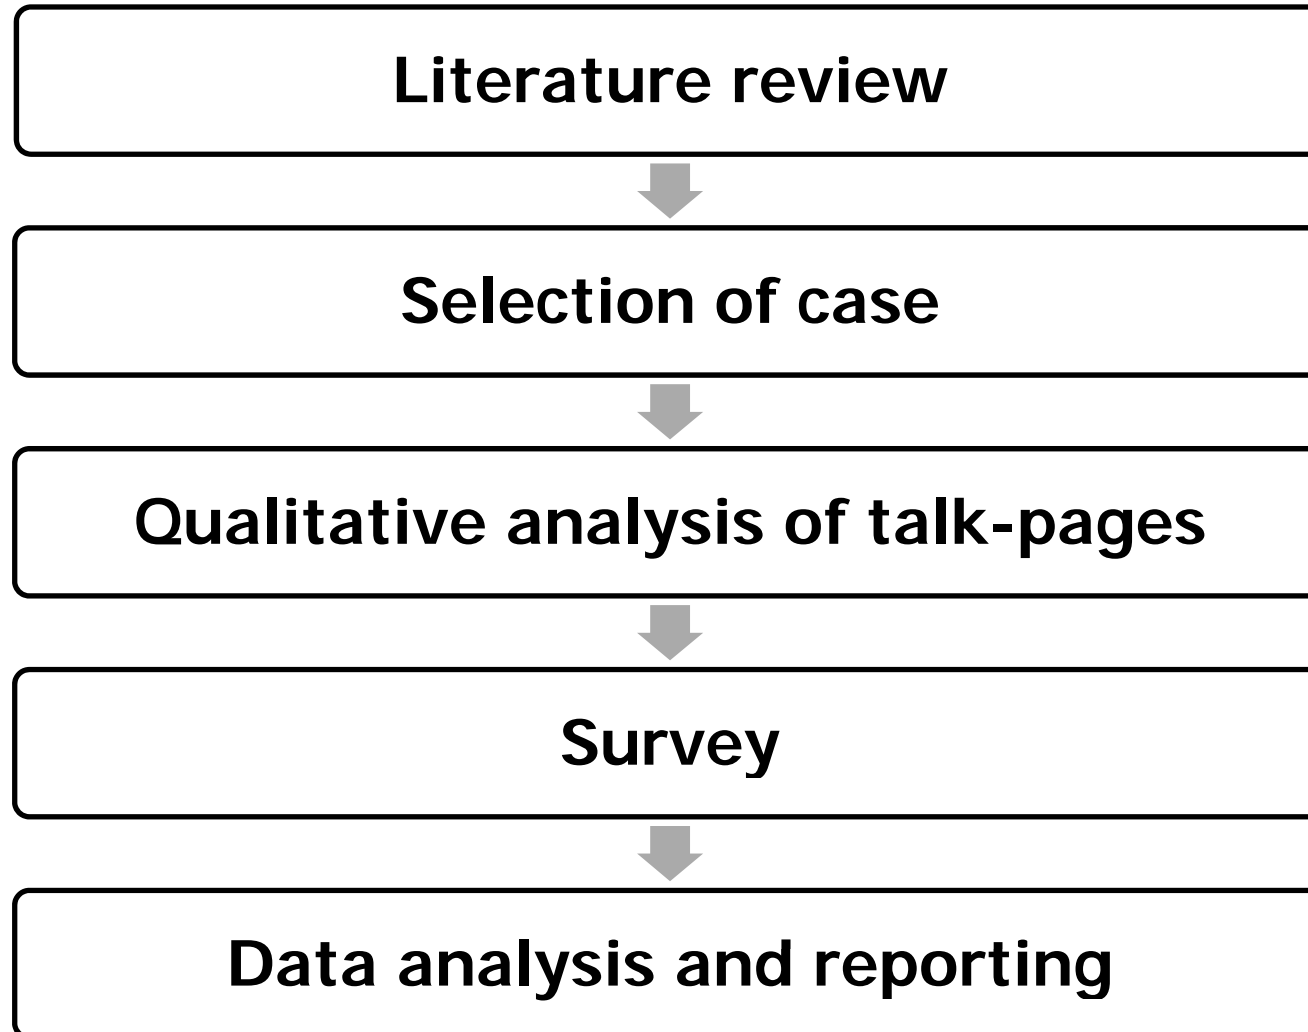 Literature review
Selection of case
Qualitative analysis of talk-pages
Survey
Data analysis and reporting